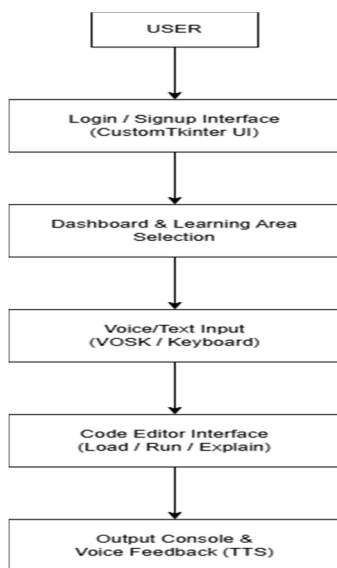 USER
Login / Signup Interface
(CustomTkinter UI)
Dashboard & Learning Area
Selection
Voice/Text Input
(VOSK / Keyboard)
Code Editor Interface
(Load / Run / Explain)
Output Console &
Voice Feedback (TTS)